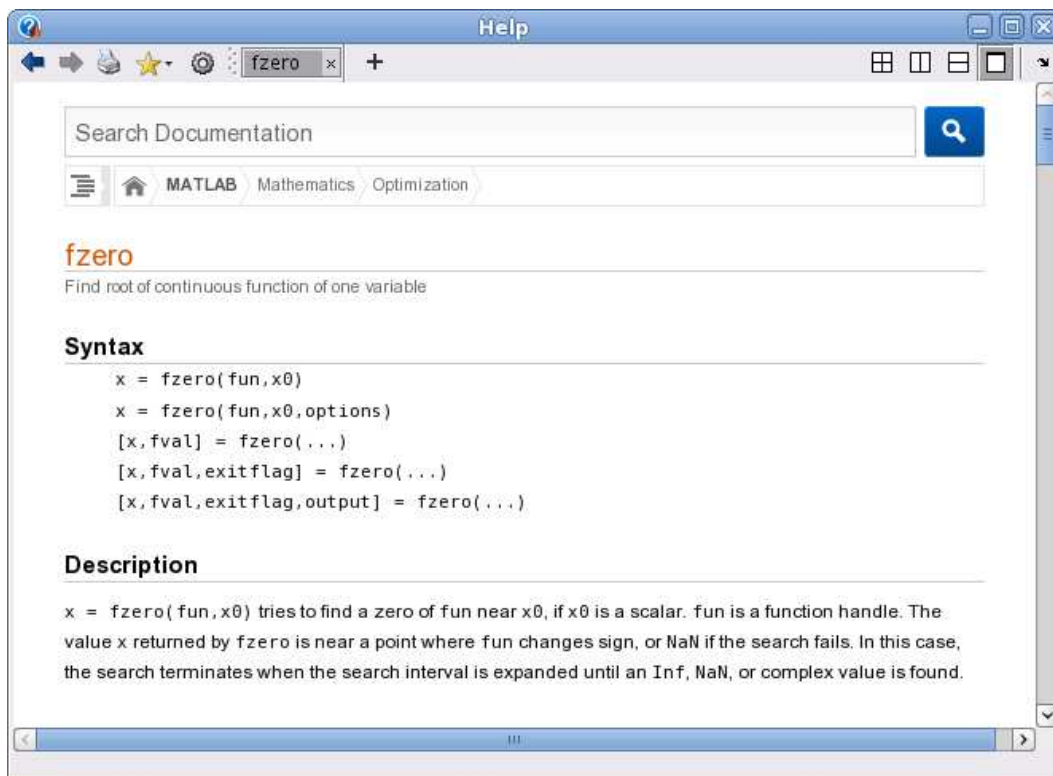 Help
fzero
Search Documentation
MATLAB Mathematics Optimization
fzero
Find root of continuous function of one variable
Syntax
x = fzero(fun,x0)
x = fzero(fun,x0,options)
[x,fval] = fzero(...)
[x,fval,exitflag] = fzero(...)
[x,fval,exitflag,output] = fzero(...)
Description
x = fzero(fun,x0) tries to find a zero of fun near x0, if x0 is a scalar. fun is a function handle. The
value x returned by fzero is near a point where fun changes sign, or NaN if the search fails. In this case,
the search terminates when the search interval is expanded until an Inf, NaN, or complex value is found.